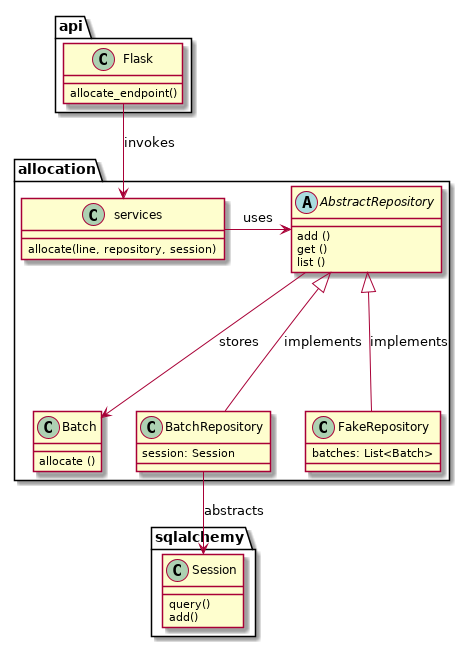 api
C Flask
allocate_endpoint()
invokes
allocation
C services
allocate(line, repository, session)
uses
A AbstractRepository
add ()
get ()
list ()
stores
implements
implements
C Batch
allocate ()
C BatchRepository
session: Session
C FakeRepository
batches: List<Batch>
abstracts
sqlalchemy
C Session
query()
add()